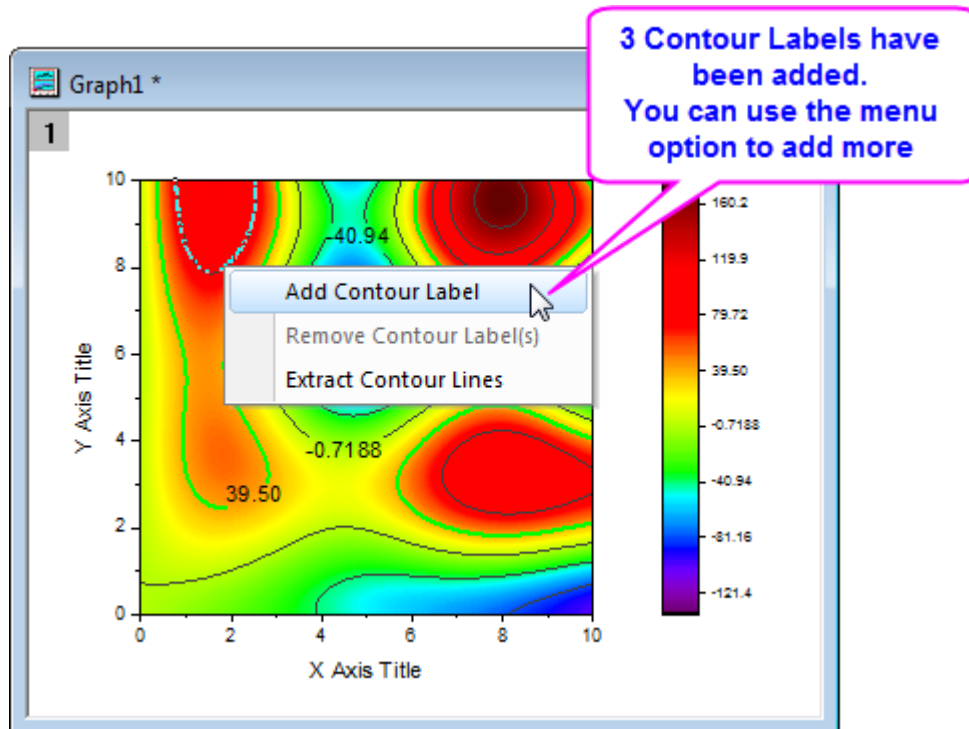 3 Contour Labels have
been added.
You can use the menu
option to add more
Graph1 *
1
10
8
6
4
2
0
Y Axis Title
0
2
4
6
8
10
X Axis Title
-40.94
-0.7188
39.50
Add Contour Label
Remove Contour Label(s)
Extract Contour Lines
160.2
119.9
79.72
39.50
-0.7188
-40.94
-81.16
-121.4